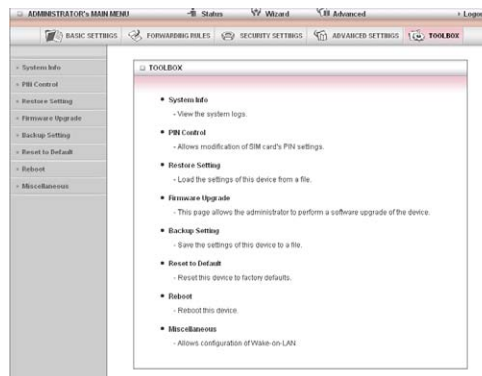 ADMINISTRATOR's MAIN MENU Status Wizard Advanced Logo
BASIC SETTINGS FORWARDING RULES SECURITY SETTINGS ADVANCED SETTINGS TOOLBOX
System Info
PIN Control
Restore Setting
Firmware Upgrade
Backup Setting
Reset to Default
Reboot
Miscellaneous
TOOLBOX
System Info
- View the system logs.
PIN Control
- Allows modification of SIM card's PIN settings.
Restore Setting
- Load the settings of this device from a file.
Firmware Upgrade
- This page allows the administrator to perform a software upgrade of the device.
Backup Setting
- Save the settings of this device to a file.
Reset to Default
- Reset this device to factory defaults.
Reboot
- Reboot this device.
Miscellaneous
- Allows configuration of Wake-on-LAN